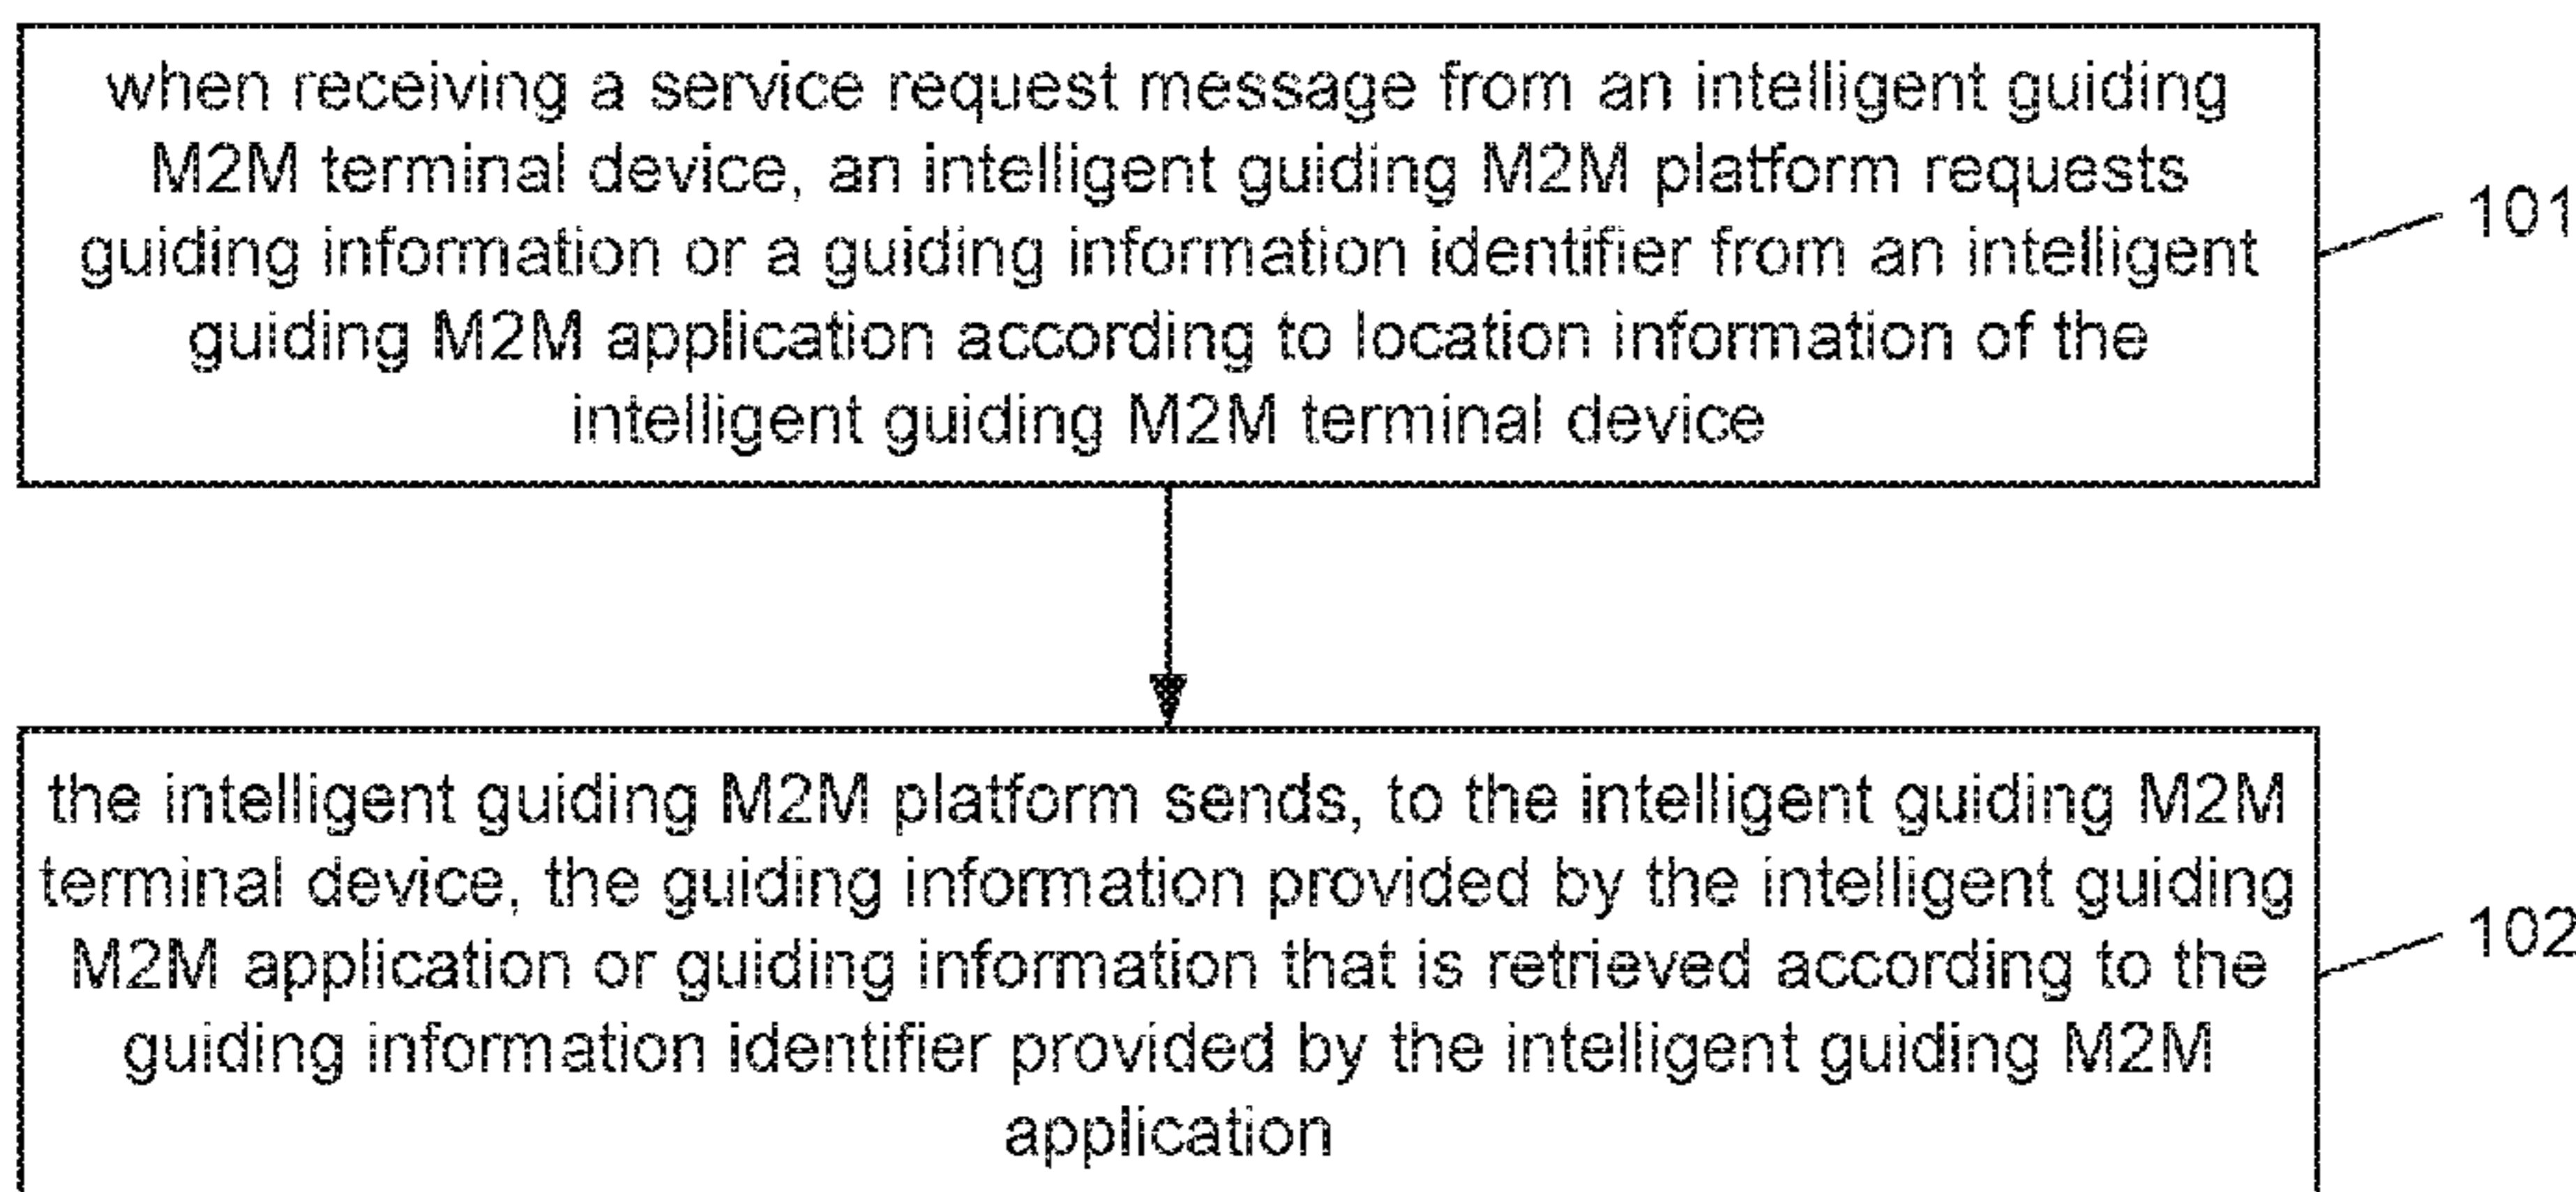 when receiving a service request message from an intelligent guiding
M2M terminal device, an intelligent guiding M2M platform requests
guiding information or a guiding information identifier from an intelligent
guiding M2M application according to location information of the
intelligent guiding M2M terminal device
101
the intelligent guiding M2M platform sends, to the intelligent guiding M2M
terminal device, the guiding information provided by the intelligent guiding
M2M application or guiding information that is retrieved according to the
guiding information identifier provided by the intelligent guiding M2M
application
102